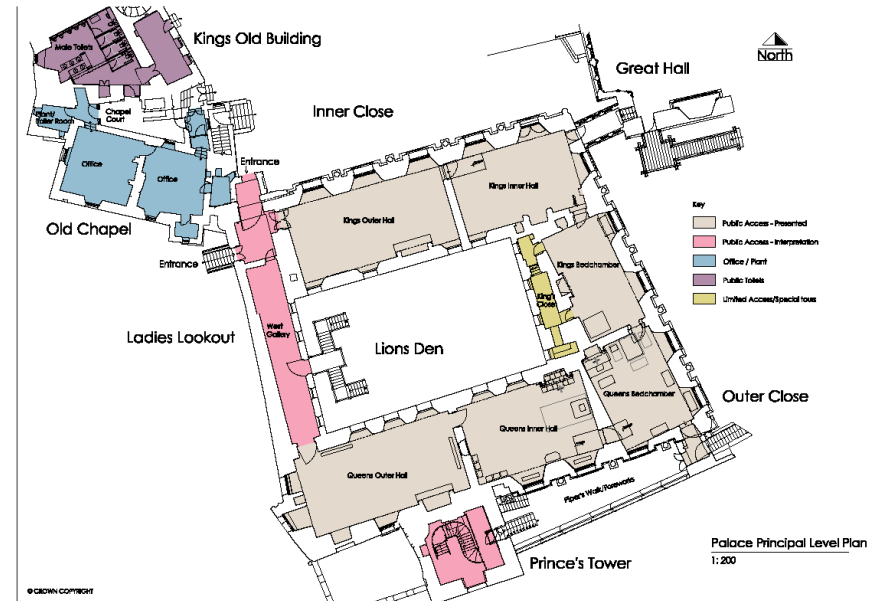 Kings Old Building
Male Toilets
North
Great Hall
Inner Close
Plant/
Boiler Room
Chapel
Court
Entrance
Office
Office
Kings Inner Hall
Key
Kings Outer Hall
Public Access - Presented
Old Chapel
Public Access - Interpretation
Entrance
Office / Plant
Kings Bedchamber
Public Toilets
King's
Close
Limited Access/Special tours
West
Gallery
Ladies Lookout
Lions Den
Queens Bedchamber
Outer Close
Queens Inner Hall
Queens Outer Hall
Piper's Walk/Foreworks
Palace Principal Level Plan
Prince's Tower
1: 200
© CROWN COPYRIGHT